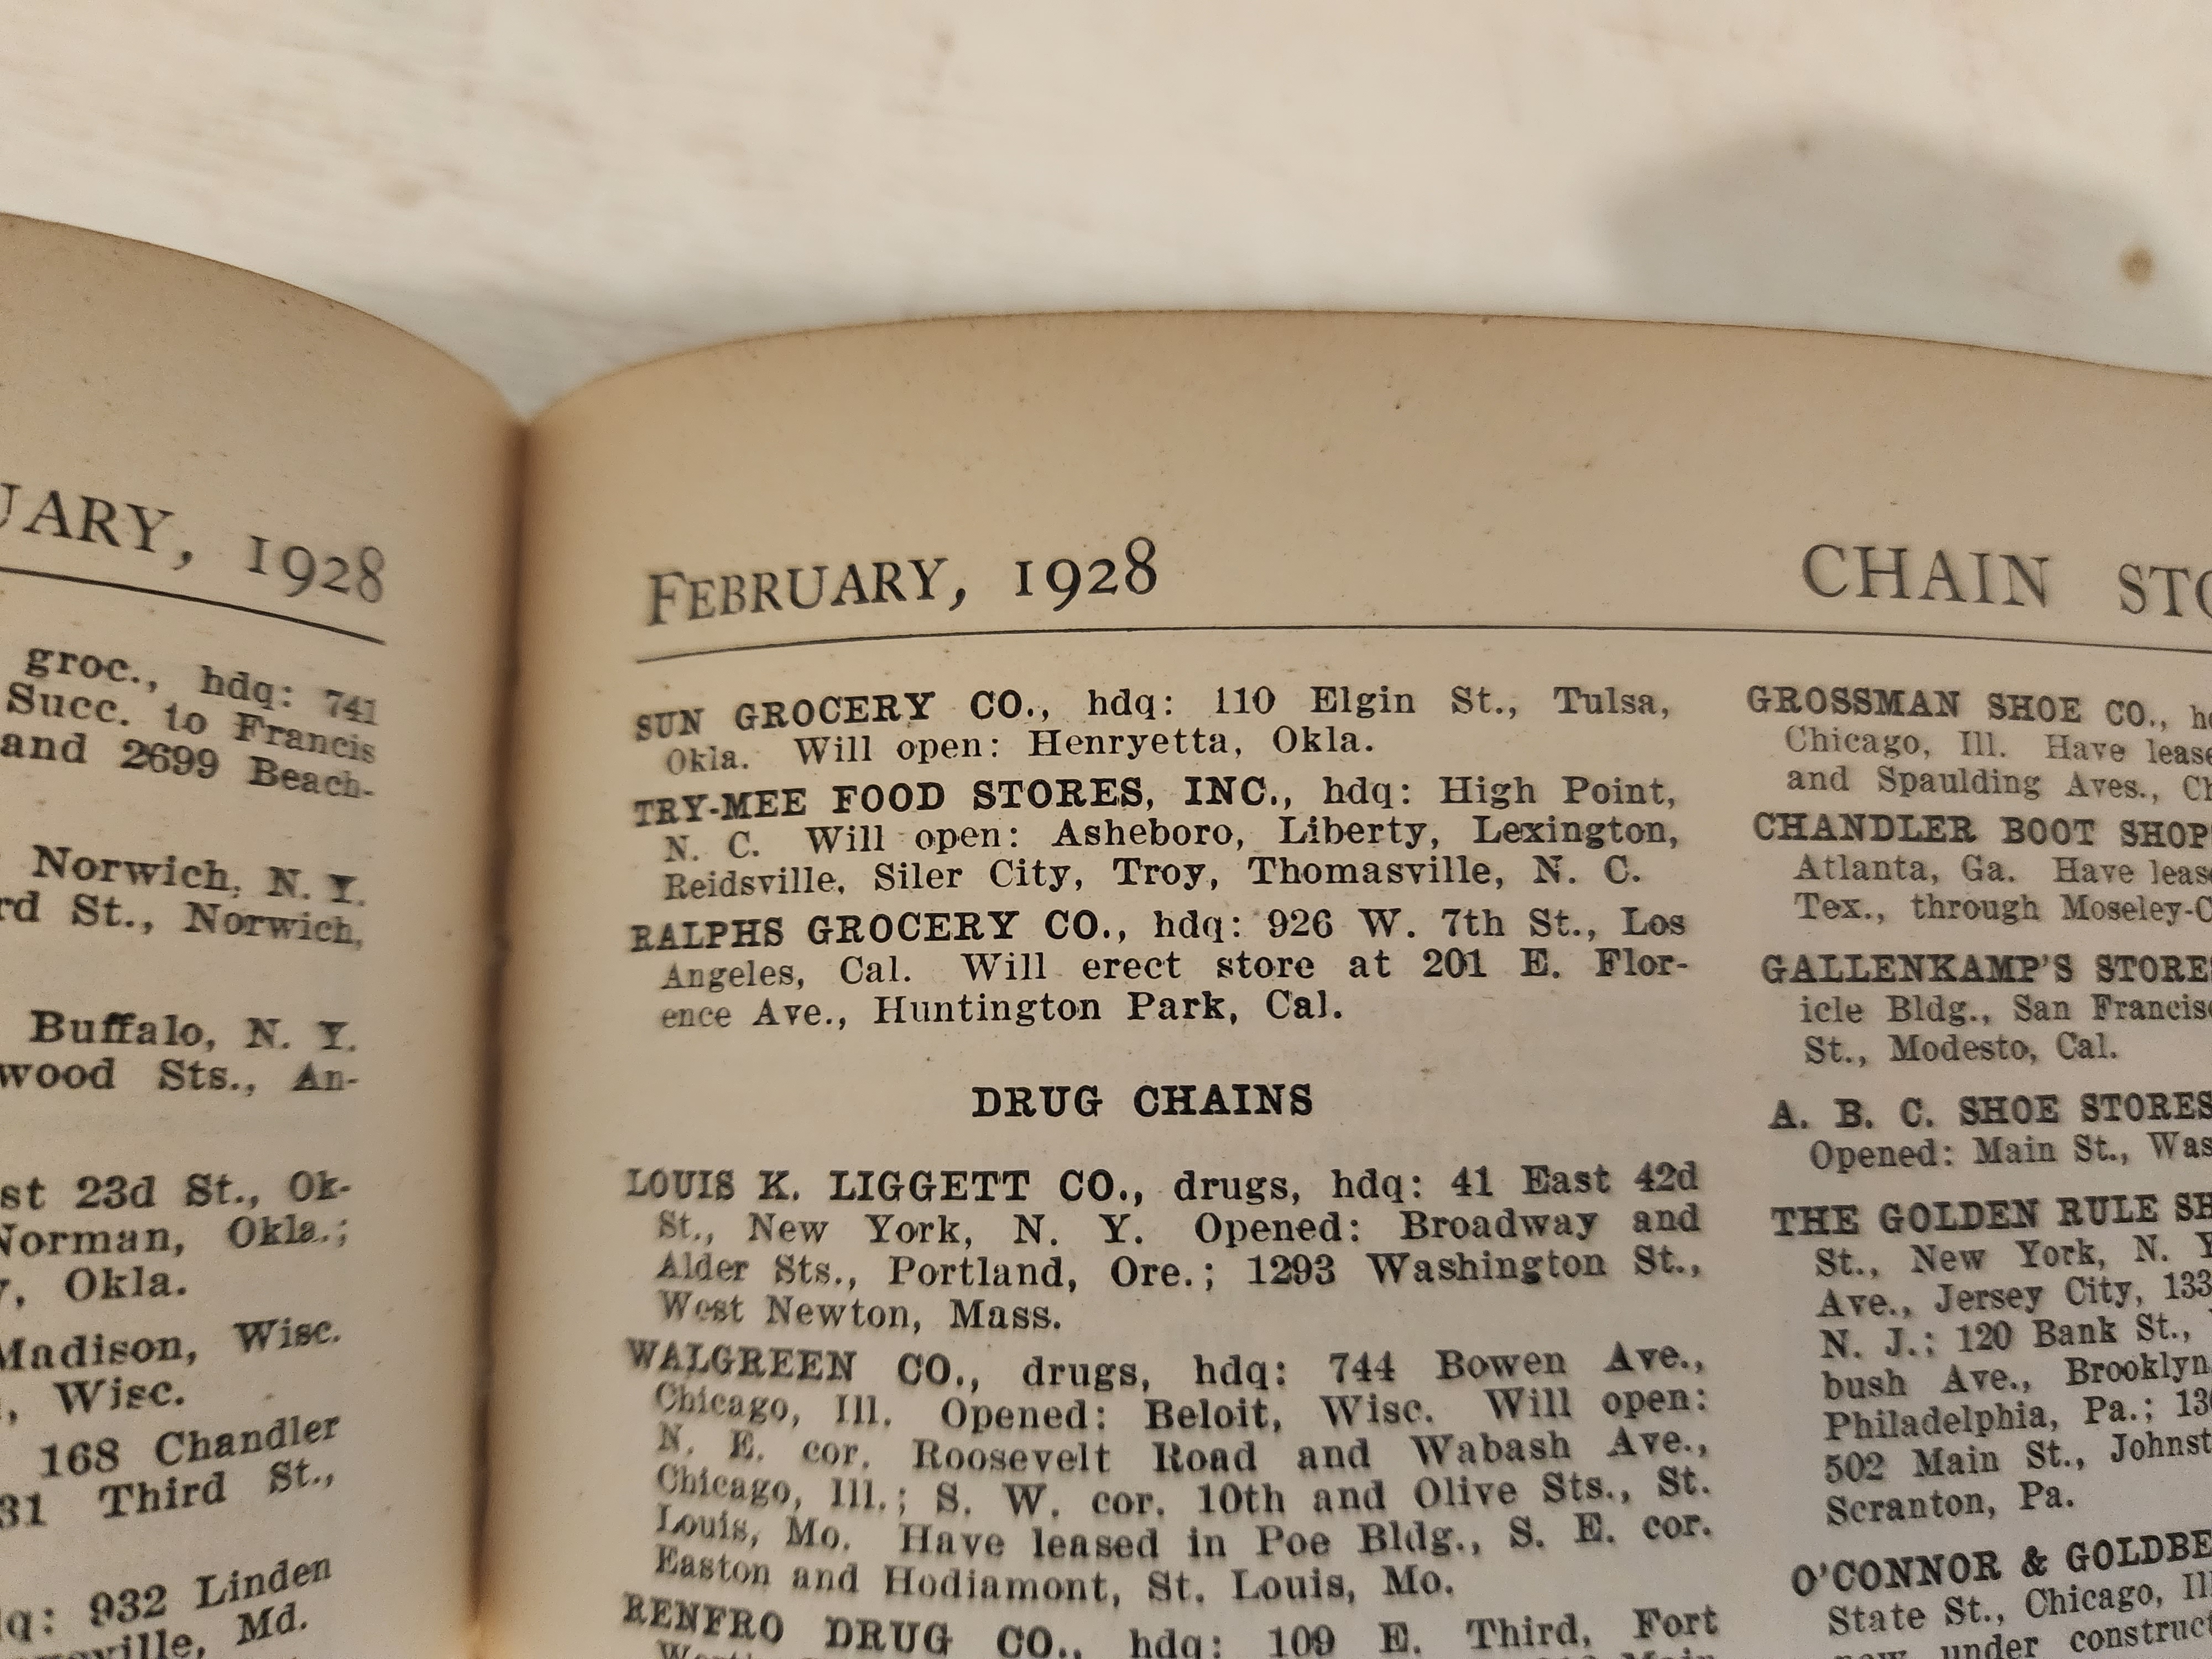 UARY, 1928
groc., hdq: 741
Succ. to Francis
and 2699 Beach-
Norwich, N. Y.
rd St., Norwich,
Buffalo, N. Y.
wood Sts., An-
st 23d St., Ok-
Norman, Okla.;
, Okla.
Madison, Wisc.
, Wisc.
168 Chandler
31 Third St.,
dq: 932 Linden
ville, Md.
FEBRUARY, 1928
SUN GROCERY CO., hdq: 110 Elgin St., Tulsa,
Okla. Will open: Henryetta, Okla.
TRY-MEE FOOD STORES, INC., hdq: High Point,
N. C. Will open: Asheboro, Liberty, Lexington,
Reidsville, Siler City, Troy, Thomasville, N. C.
RALPHS GROCERY CO., hdq: 926 W. 7th St., Los
Angeles, Cal. Will erect store at 201 E. Flor-
ence Ave., Huntington Park, Cal.
DRUG CHAINS
LOUIS K. LIGGETT CO., drugs, hdq: 41 East 42d
St., New York, N. Y. Opened: Broadway and
Alder Sts., Portland, Ore.; 1293 Washington St.,
West Newton, Mass.
WALGREEN CO., drugs, hdq: 744 Bowen Ave.,
Chicago, Ill. Opened: Beloit, Wisc. Will open:
N. E. cor. Roosevelt Road and Wabash Ave.,
Chicago, Ill.; S. W. cor. 10th and Olive Sts., St.
Louis, Mo. Have leased in Poe Bldg., S. E. cor.
Easton and Hodiamont, St. Louis, Mo.
RENFRO DRUG CO., hdq: 109 E. Third, Fort
CHAIN STO
GROSSMAN SHOE CO., h
Chicago, Ill. Have lease
and Spaulding Aves., Ch
CHANDLER BOOT SHOP
Atlanta, Ga. Have leas
Tex., through Moseley-C
GALLENKAMP'S STORES
icle Bldg., San Francis
St., Modesto, Cal.
A. B. C. SHOE STORES
Opened: Main St., Was
THE GOLDEN RULE SH
St., New York, N. Y
Ave., Jersey City, 133
N. J.; 120 Bank St.,
bush Ave., Brooklyn
Philadelphia, Pa.; 13
502 Main St., Johnst
Scranton, Pa.
O'CONNOR & GOLDBE
State St., Chicago, Ill
now under construct